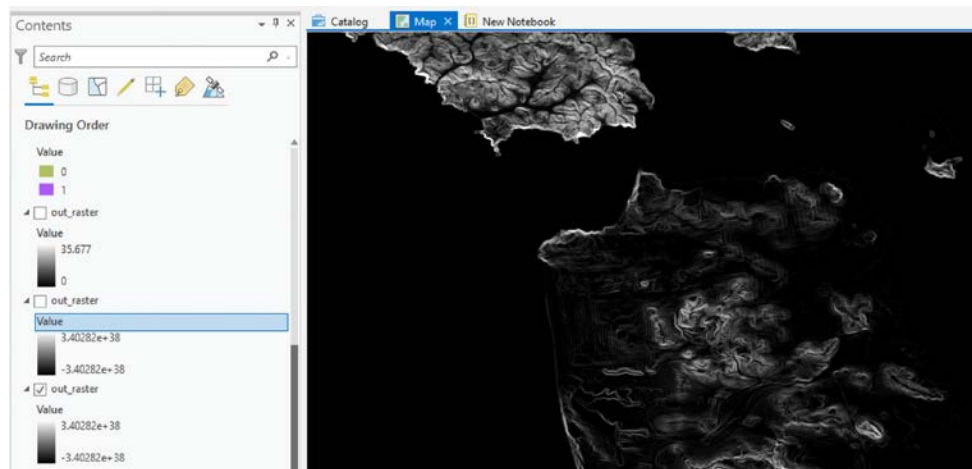 Contents
Catalog
Map
New Notebook
Search
Drawing Order
Value
0
1
out_raster
Value
35.677
0
out_raster
Value
3.40282e+38
-3.40282e+38
out_raster
Value
3.40282e+38
-3.40282e+38